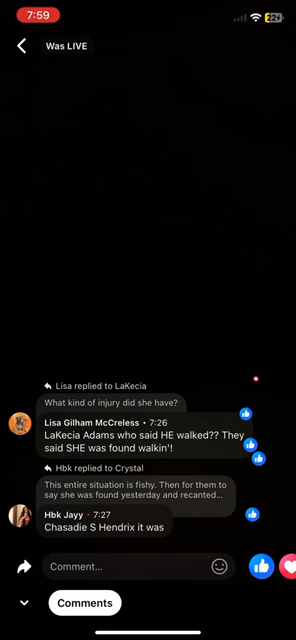 7:59
22
Was LIVE
Lisa replied to LaKecia
What kind of injury did she have?
Lisa Gilham McCreless • 7:26
LaKecia Adams who said HE walked?? They
said SHE was found walkin'!
Hbk replied to Crystal
This entire situation is fishy. Then for them to
say she was found yesterday and recanted...
Hbk Jayy • 7:27
Chasadie S Hendrix it was
Comment...
Comments